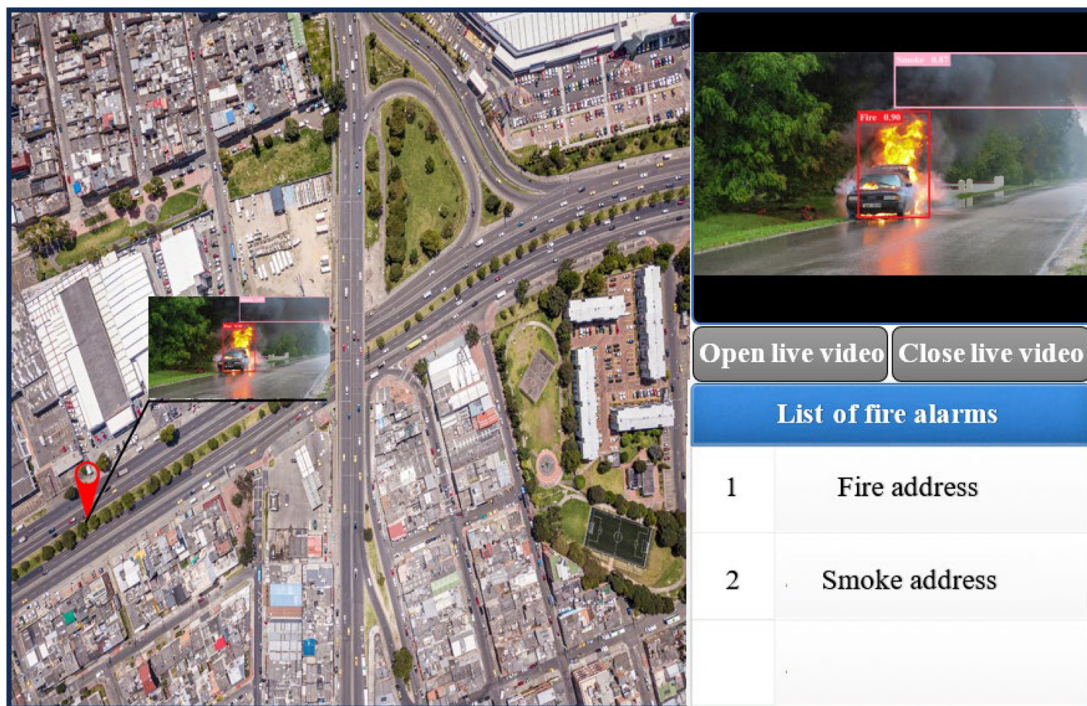 Smoke 0.87
Fire 0.90
Open live video
Close live video
List of fire alarms
1
Fire address
2
Smoke address